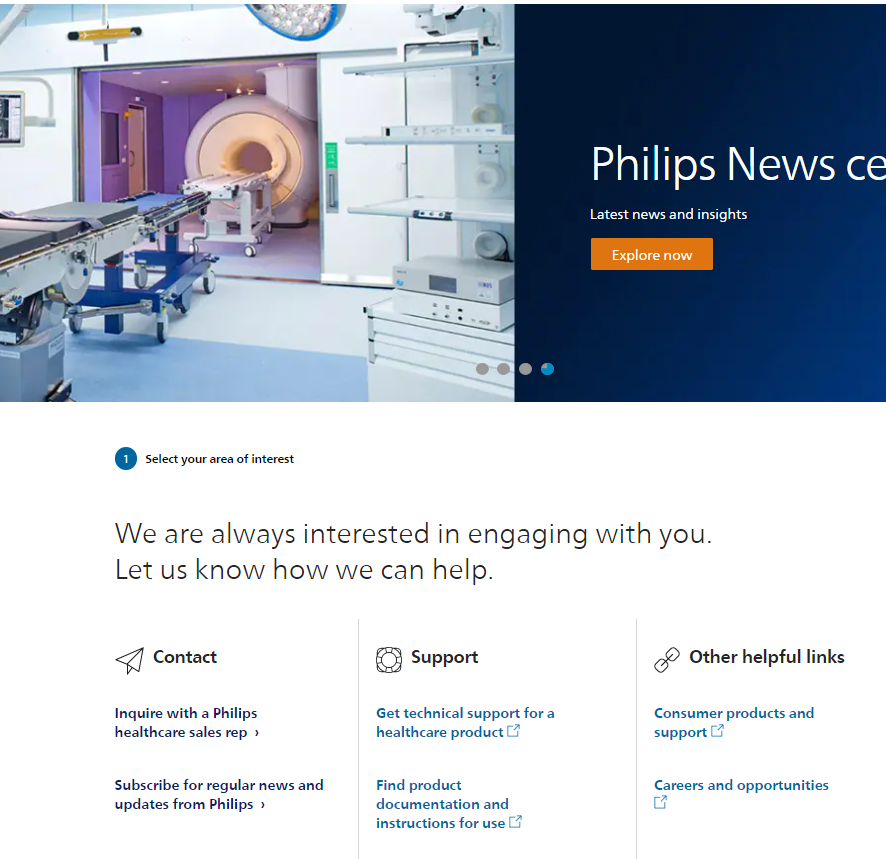 Philips News ce
Latest news and insights
Explore now
1 Select your area of interest
We are always interested in engaging with you.
Let us know how we can help.
Contact
Inquire with a Philips
healthcare sales rep ›
Subscribe for regular news and
updates from Philips ›
Support
Get technical support for a
healthcare product
Find product
documentation and
instructions for use
Other helpful links
Consumer products and
support
Careers and opportunities